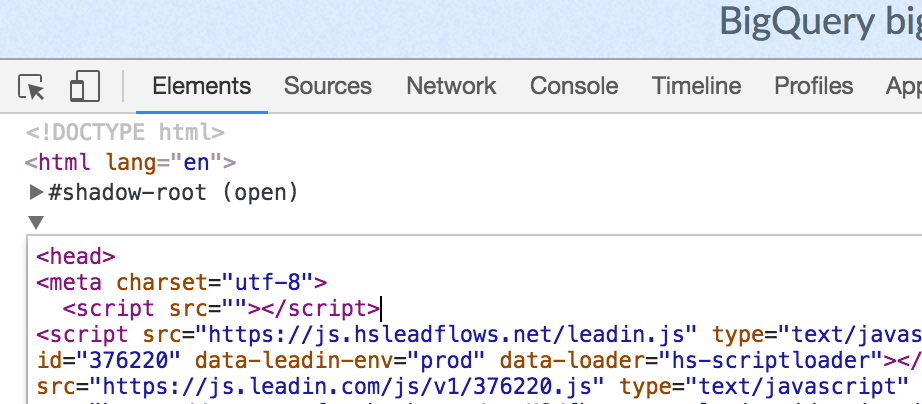 BigQuery big
Elements Sources Network Console Timeline Profiles App
<!DOCTYPE html>
<html lang="en">
#shadow-root (open)
<head>
<meta charset="utf-8">
<script src=""></script>
<script src="https://js.hsleadflows.net/leadin.js" type="text/javas
id="376220" data-leadin-env="prod" data-loader="hs-scriptloader"></
src="https://js.leadin.com/js/v1/376220.js" type="text/javascript"